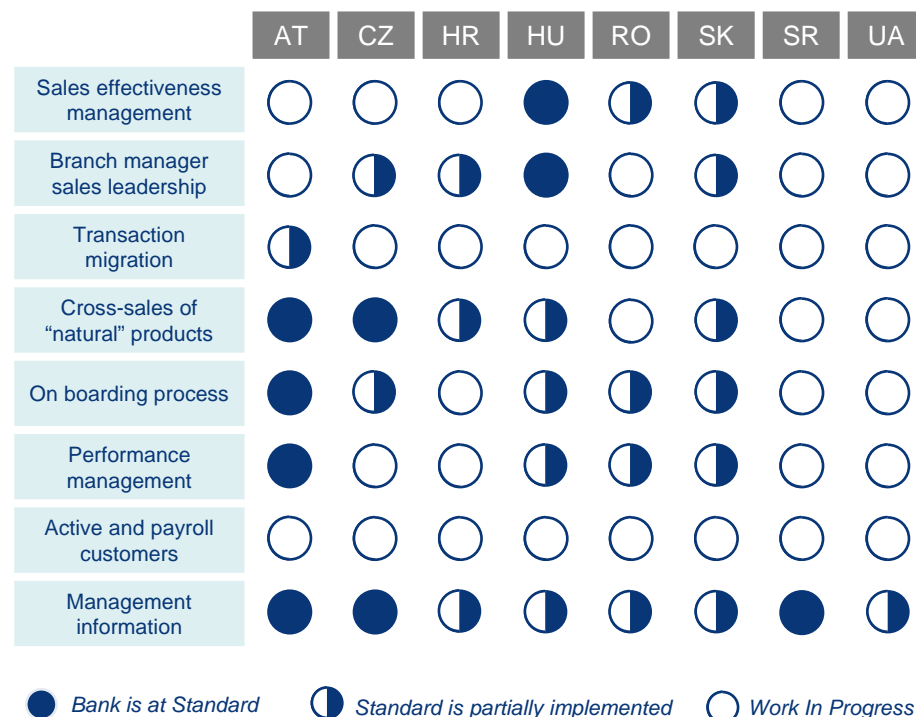 AT CZ HR HU RO SK SR UA
Sales effectiveness
management
Branch manager
sales leadership
Transaction
migration
Cross-sales of
“natural” products
On boarding process
Performance
management
Active and payroll
customers
Management
information
Bank is at Standard Standard is partially implemented Work In Progress